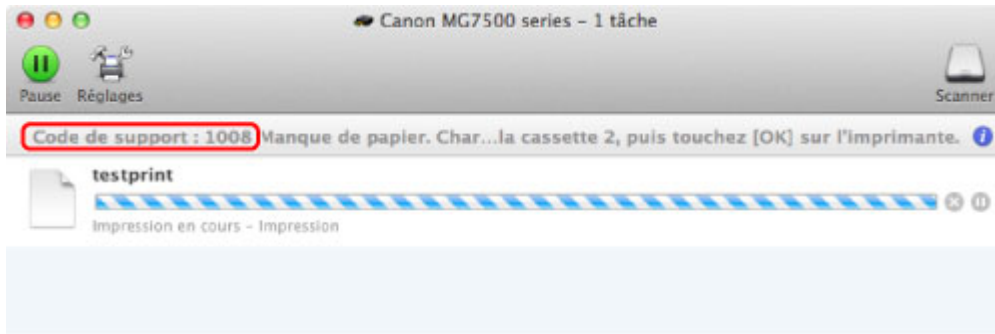 Canon MG7500 series – 1 tâche
Pause Réglages Scanner
Code de support : 1008 Manque de papier. Char...la cassette 2, puis touchez [OK] sur l'imprimante.
testprint
Impression en cours – Impression